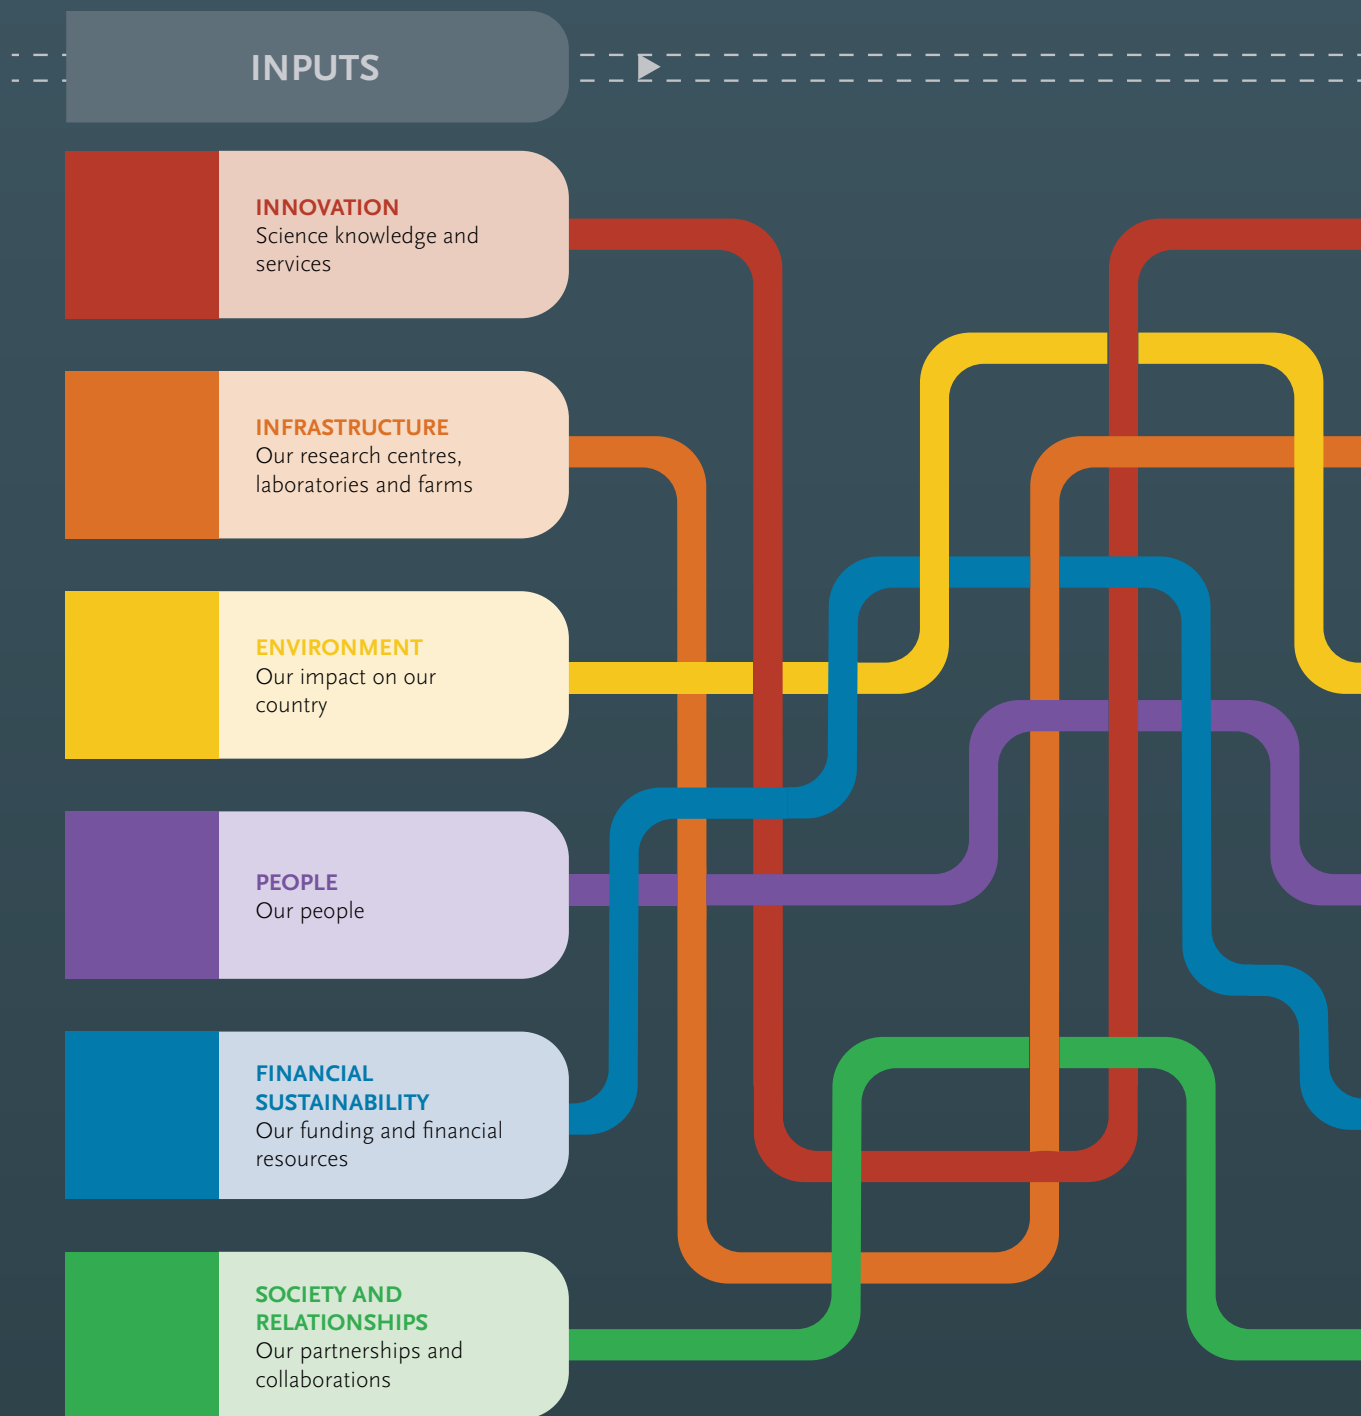 INPUTS
INNOVATION
Science knowledge and
services
INFRASTRUCTURE
Our research centres,
laboratories and farms
ENVIRONMENT
Our impact on our
country
PEOPLE
Our people
FINANCIAL
SUSTAINABILITY
Our funding and financial
resources
SOCIETY AND
RELATIONSHIPS
Our partnerships and
collaborations